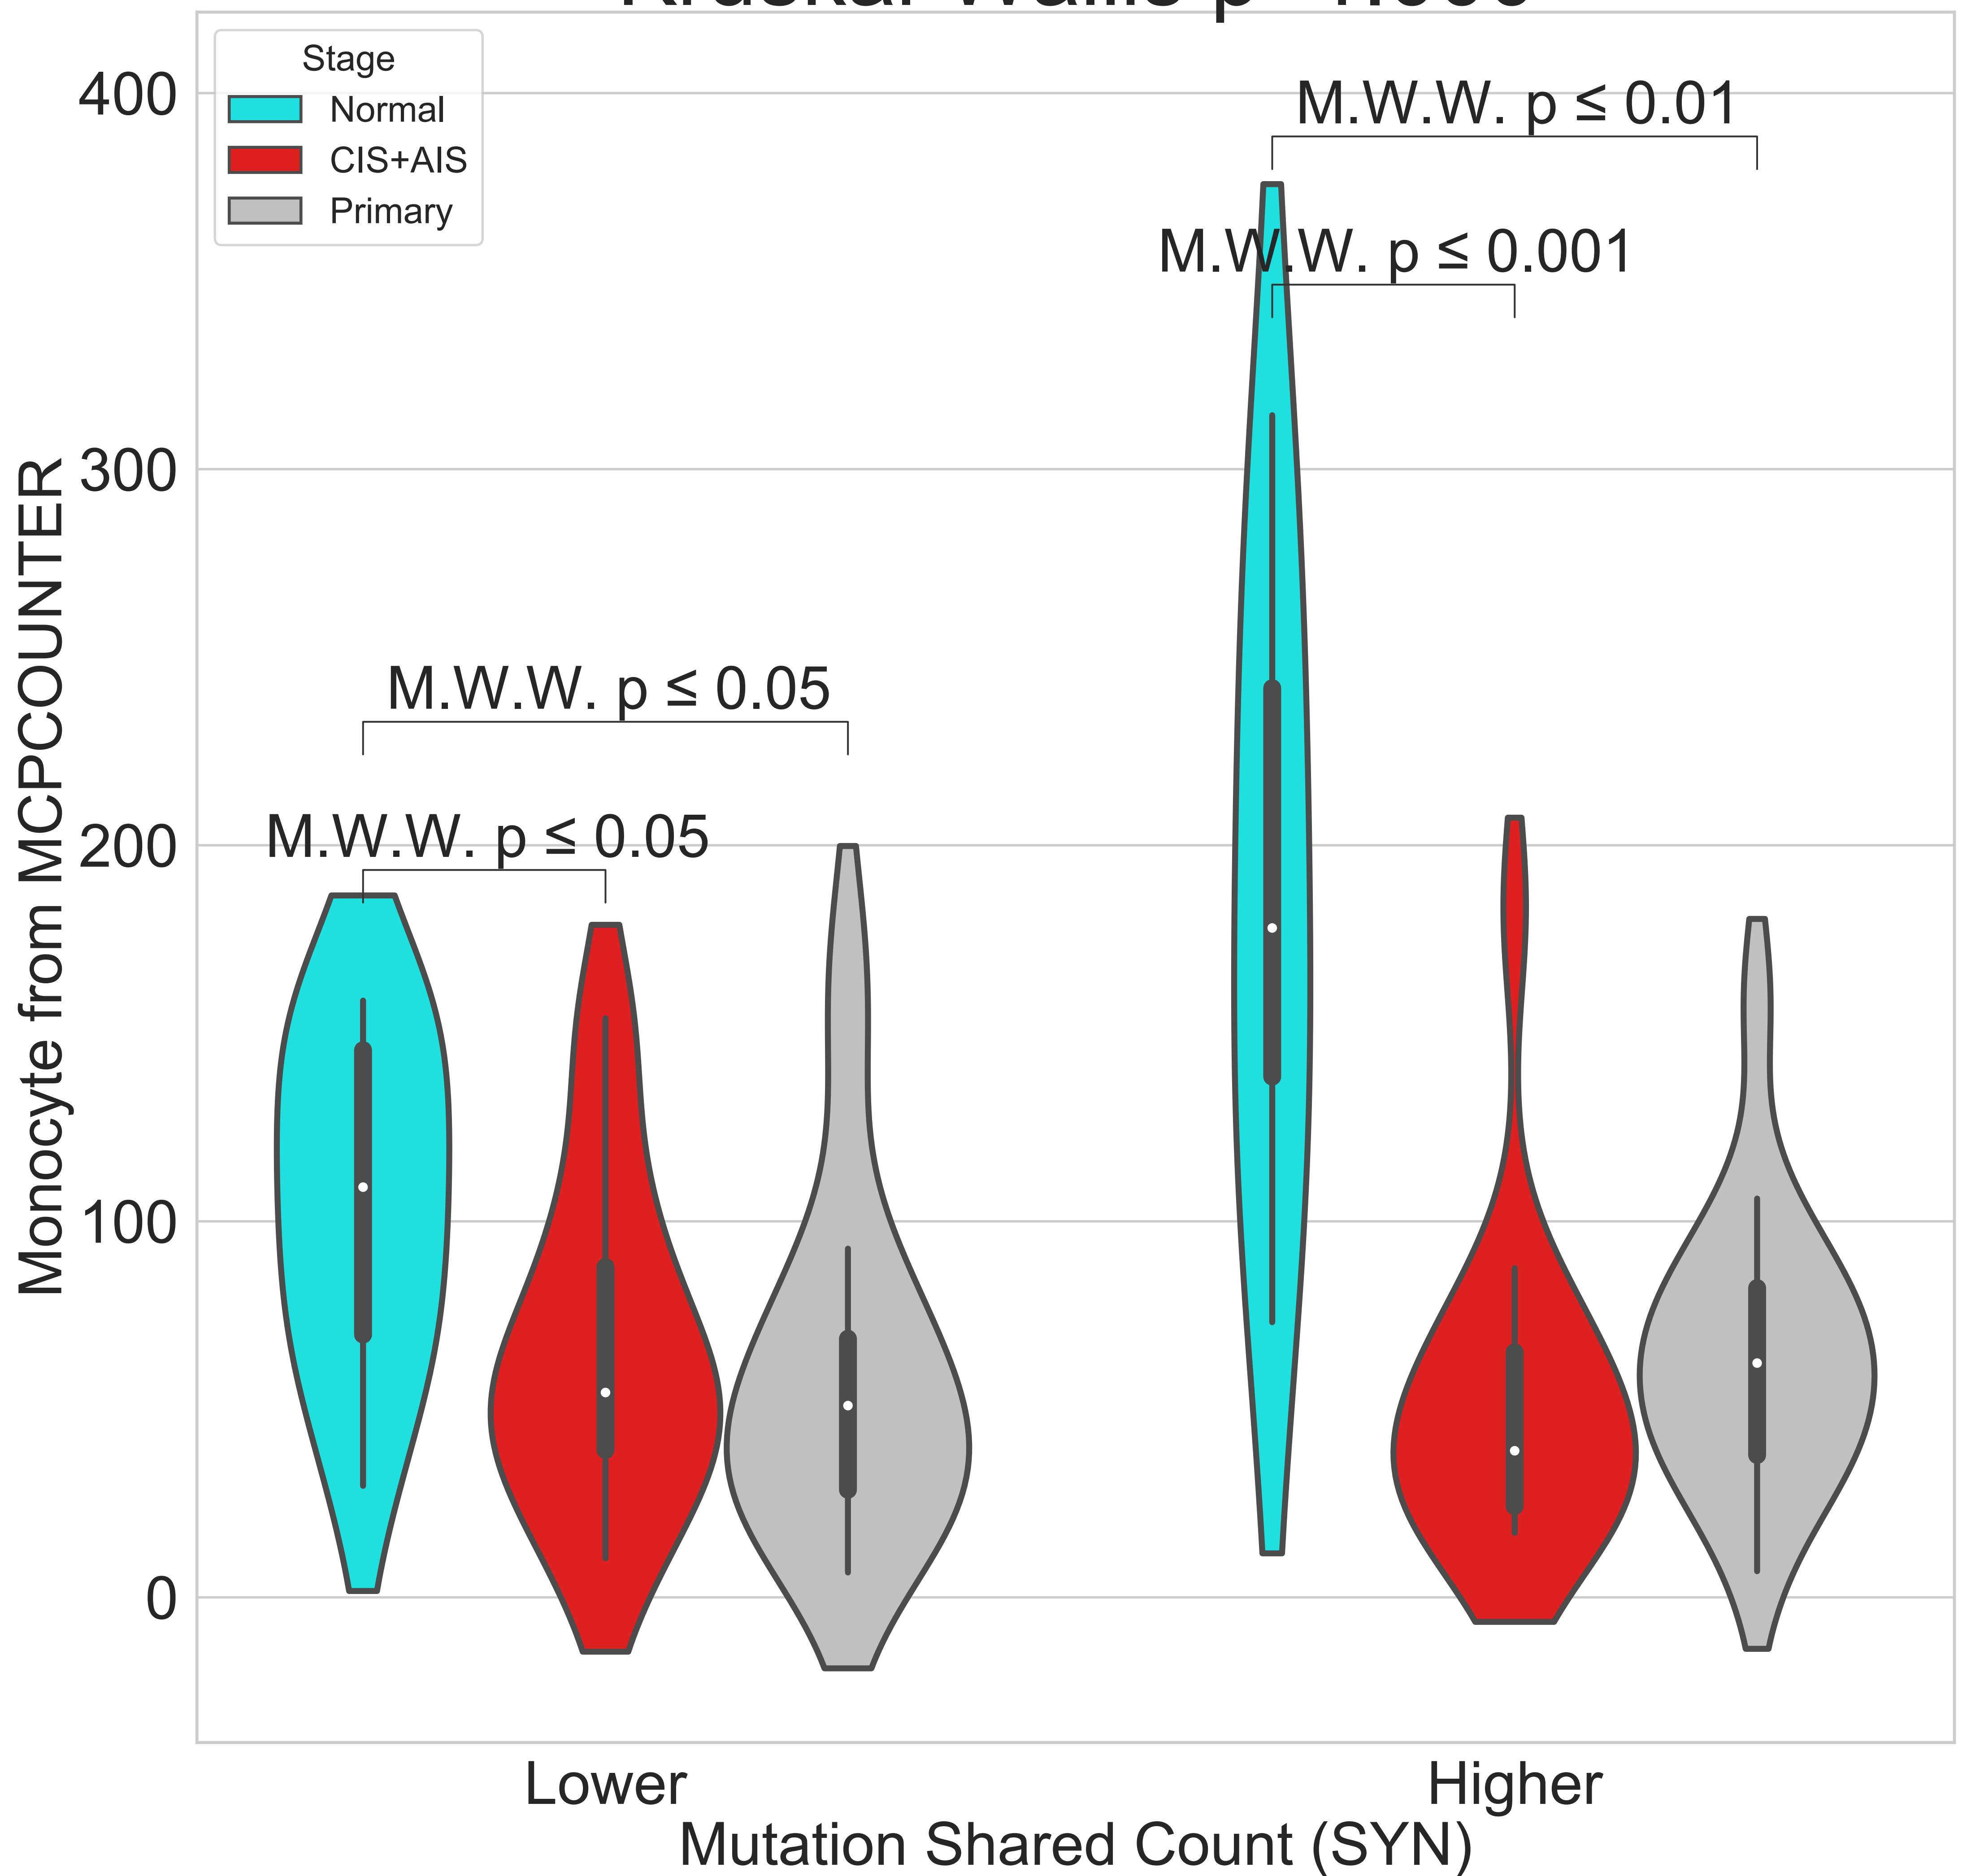 Stage
Normal
CIS+AIS
Primary
M.W.W. p ≤ 0.01
M.W.W. p ≤ 0.001
M.W.W. p ≤ 0.05
M.W.W. p ≤ 0.05
400
300
200
100
0
Monocyte from MCPCOUNTER
Lower
Higher
Mutation Shared Count (SYN)